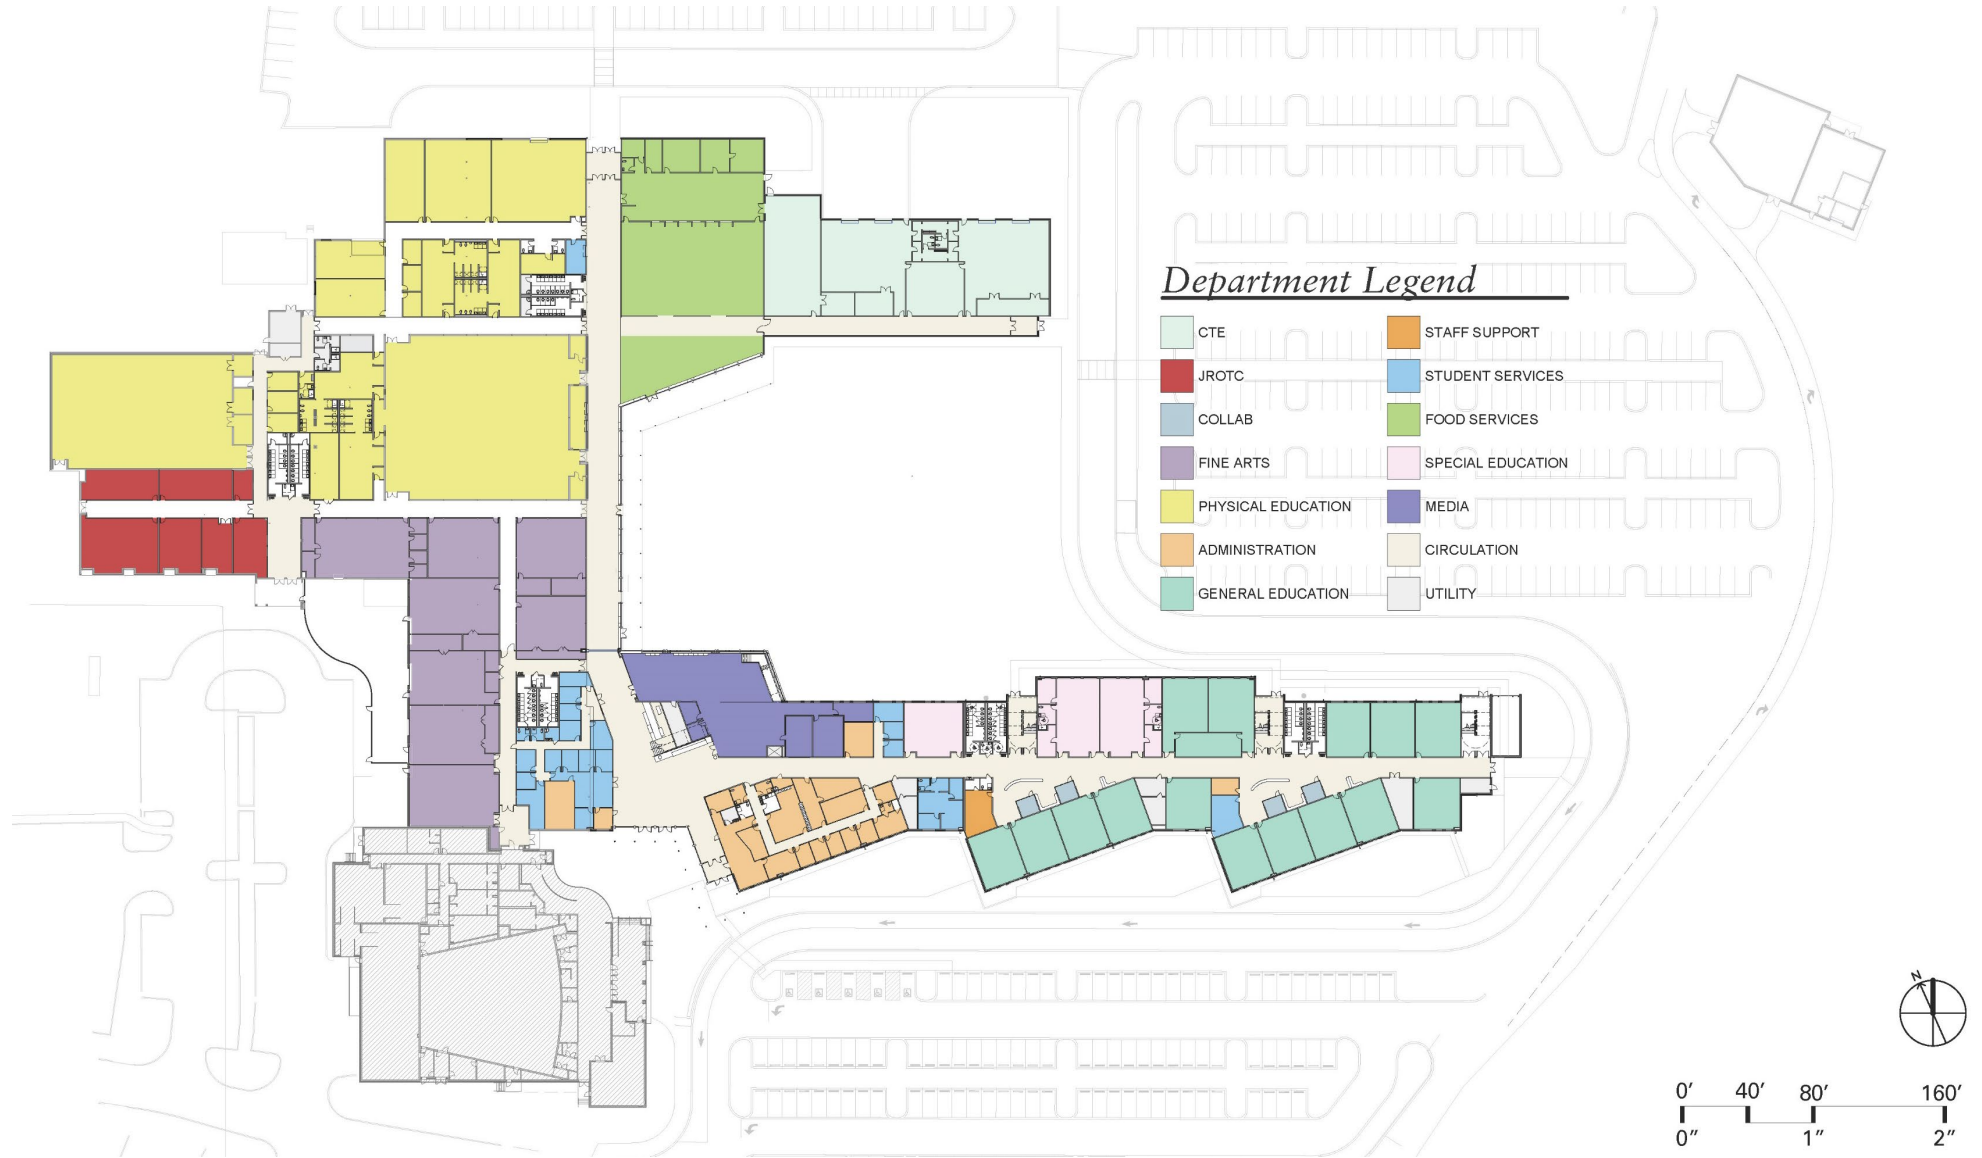 Department Legend
CTE
JROTC
COLLAB
FINE ARTS
PHYSICAL EDUCATION
ADMINISTRATION
GENERAL EDUCATION
STAFF SUPPORT
STUDENT SERVICES
FOOD SERVICES
SPECIAL EDUCATION
MEDIA
CIRCULATION
UTILITY
N
0' 40' 80' 160'
0" 1" 2"